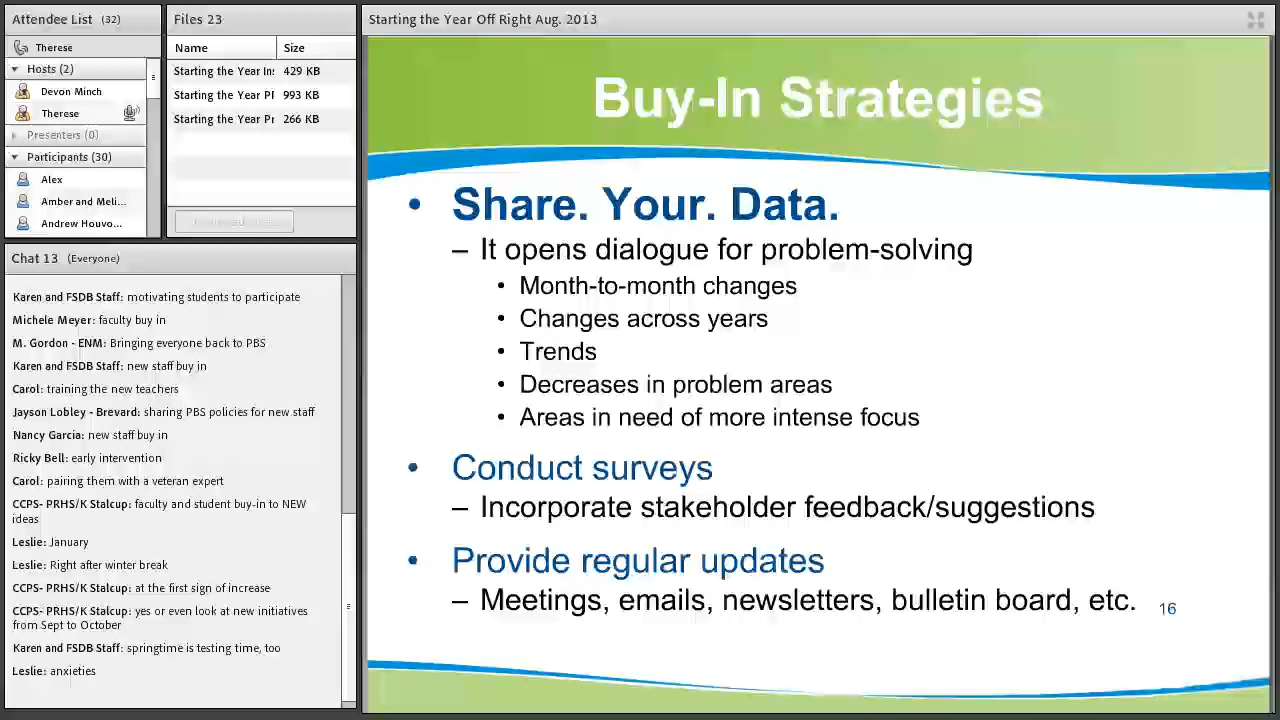 Attendee List (32)
Therese
Hosts (2)
Devon Minch
Therese
Presenters (0)
Participants (30)
Alex
Amber and Meli...
Andrew Houvo...
Files 23
Name Size
Starting the Year In: 429 KB
Starting the Year Pl 993 KB
Starting the Year Pr 266 KB
Chat 13 (Everyone)
Karen and FSDB Staff: motivating students to participate
Michele Meyer: faculty buy in
M. Gordon - ENM: Bringing everyone back to PBS
Karen and FSDB Staff: new staff buy in
Carol: training the new teachers
Jayson Lobley - Brevard: sharing PBS policies for new staff
Nancy Garcia: new staff buy in
Ricky Bell: early intervention
Carol: pairing them with a veteran expert
CCPS- PRHS/K Stalcup: faculty and student buy-in to NEW
ideas
Leslie: January
Leslie: Right after winter break
CCPS- PRHS/K Stalcup: at the first sign of increase
CCPS- PRHS/K Stalcup: yes or even look at new initiatives
from Sept to October
Karen and FSDB Staff: springtime is testing time, too
Leslie: anxieties
Starting the Year Off Right Aug. 2013
Buy-In Strategies
• Share. Your. Data.
– It opens dialogue for problem-solving
• Month-to-month changes
• Changes across years
• Trends
• Decreases in problem areas
• Areas in need of more intense focus
• Conduct surveys
– Incorporate stakeholder feedback/suggestions
• Provide regular updates
– Meetings, emails, newsletters, bulletin board, etc.
16